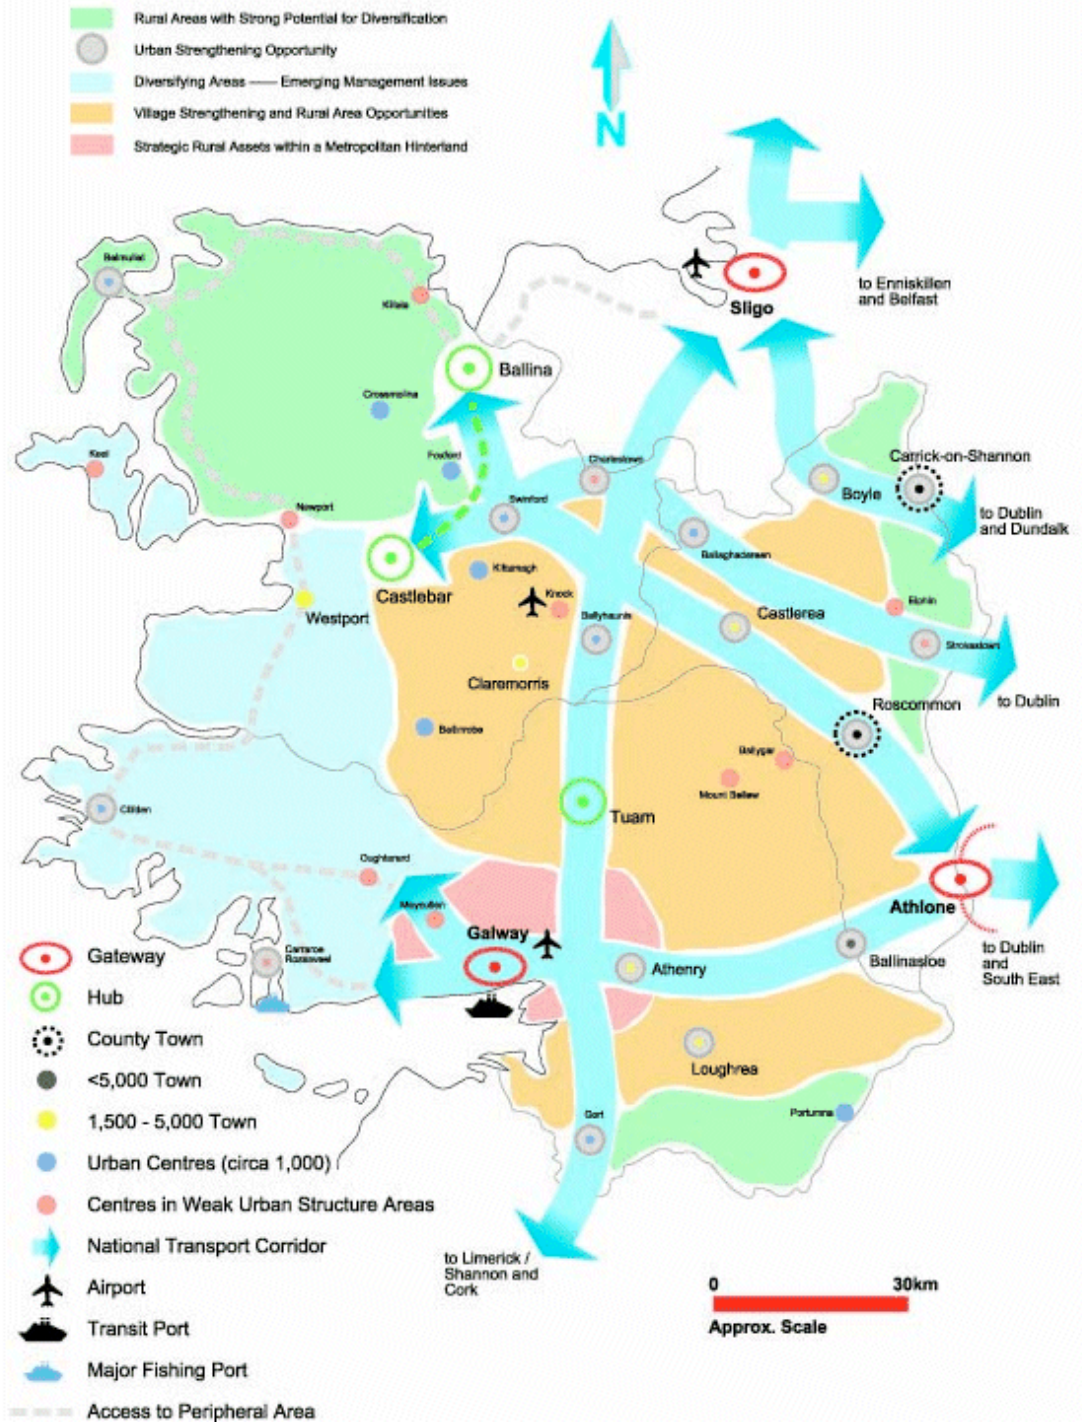 Rural Areas with Strong Potential for Diversification
Urban Strengthening Opportunity
Diversifying Areas —— Emerging Management Issues
Village Strengthening and Rural Area Opportunities
Strategic Rural Assets within a Metropolitan Hinterland
N
Belmullet
Killala
Sligo
to Enniskillen
and Belfast
Ballina
Crossmolina
Foxford
Keel
Charlestown
Carrick-on-Shannon
Boyle
to Dublin
and Dundalk
Newport
Swinford
Ballaghadereen
Castlebar
Kiltamagh
Knock
Westport
Ballyhaunis
Castlerea
Elphin
Strokestown
Claremorris
to Dublin
Roscommon
Ballinrobe
Ballygar
Mount Bellew
Clifden
Tuam
Oughterard
Moycullen
Athlone
Galway
Carraroe
Rossaveel
Athenry
Ballinasloe
to Dublin
and
South East
Loughrea
Portumna
Gort
to Limerick /
Shannon and
Cork
Gateway
Hub
County Town
<5,000 Town
1,500 - 5,000 Town
Urban Centres (circa 1,000)
Centres in Weak Urban Structure Areas
National Transport Corridor
Airport
Transit Port
Major Fishing Port
Access to Peripheral Area
0 30km
Approx. Scale